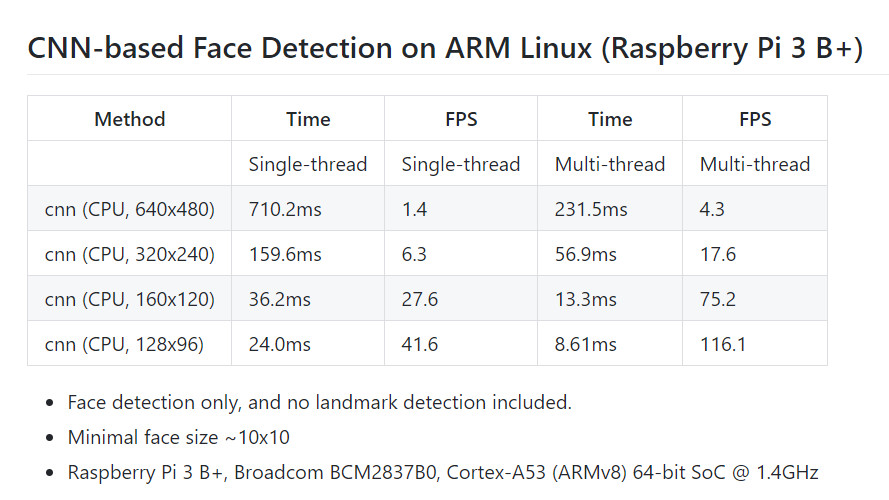 CNN-based Face Detection on ARM Linux (Raspberry Pi 3 B+)
Method Time FPS Time FPS
Single-thread Single-thread Multi-thread Multi-thread
cnn (CPU, 640x480) 710.2ms 1.4 231.5ms 4.3
cnn (CPU, 320x240) 159.6ms 6.3 56.9ms 17.6
cnn (CPU, 160x120) 36.2ms 27.6 13.3ms 75.2
cnn (CPU, 128x96) 24.0ms 41.6 8.61ms 116.1
• Face detection only, and no landmark detection included.
• Minimal face size ~10x10
• Raspberry Pi 3 B+, Broadcom BCM2837B0, Cortex-A53 (ARMv8) 64-bit SoC @ 1.4GHz